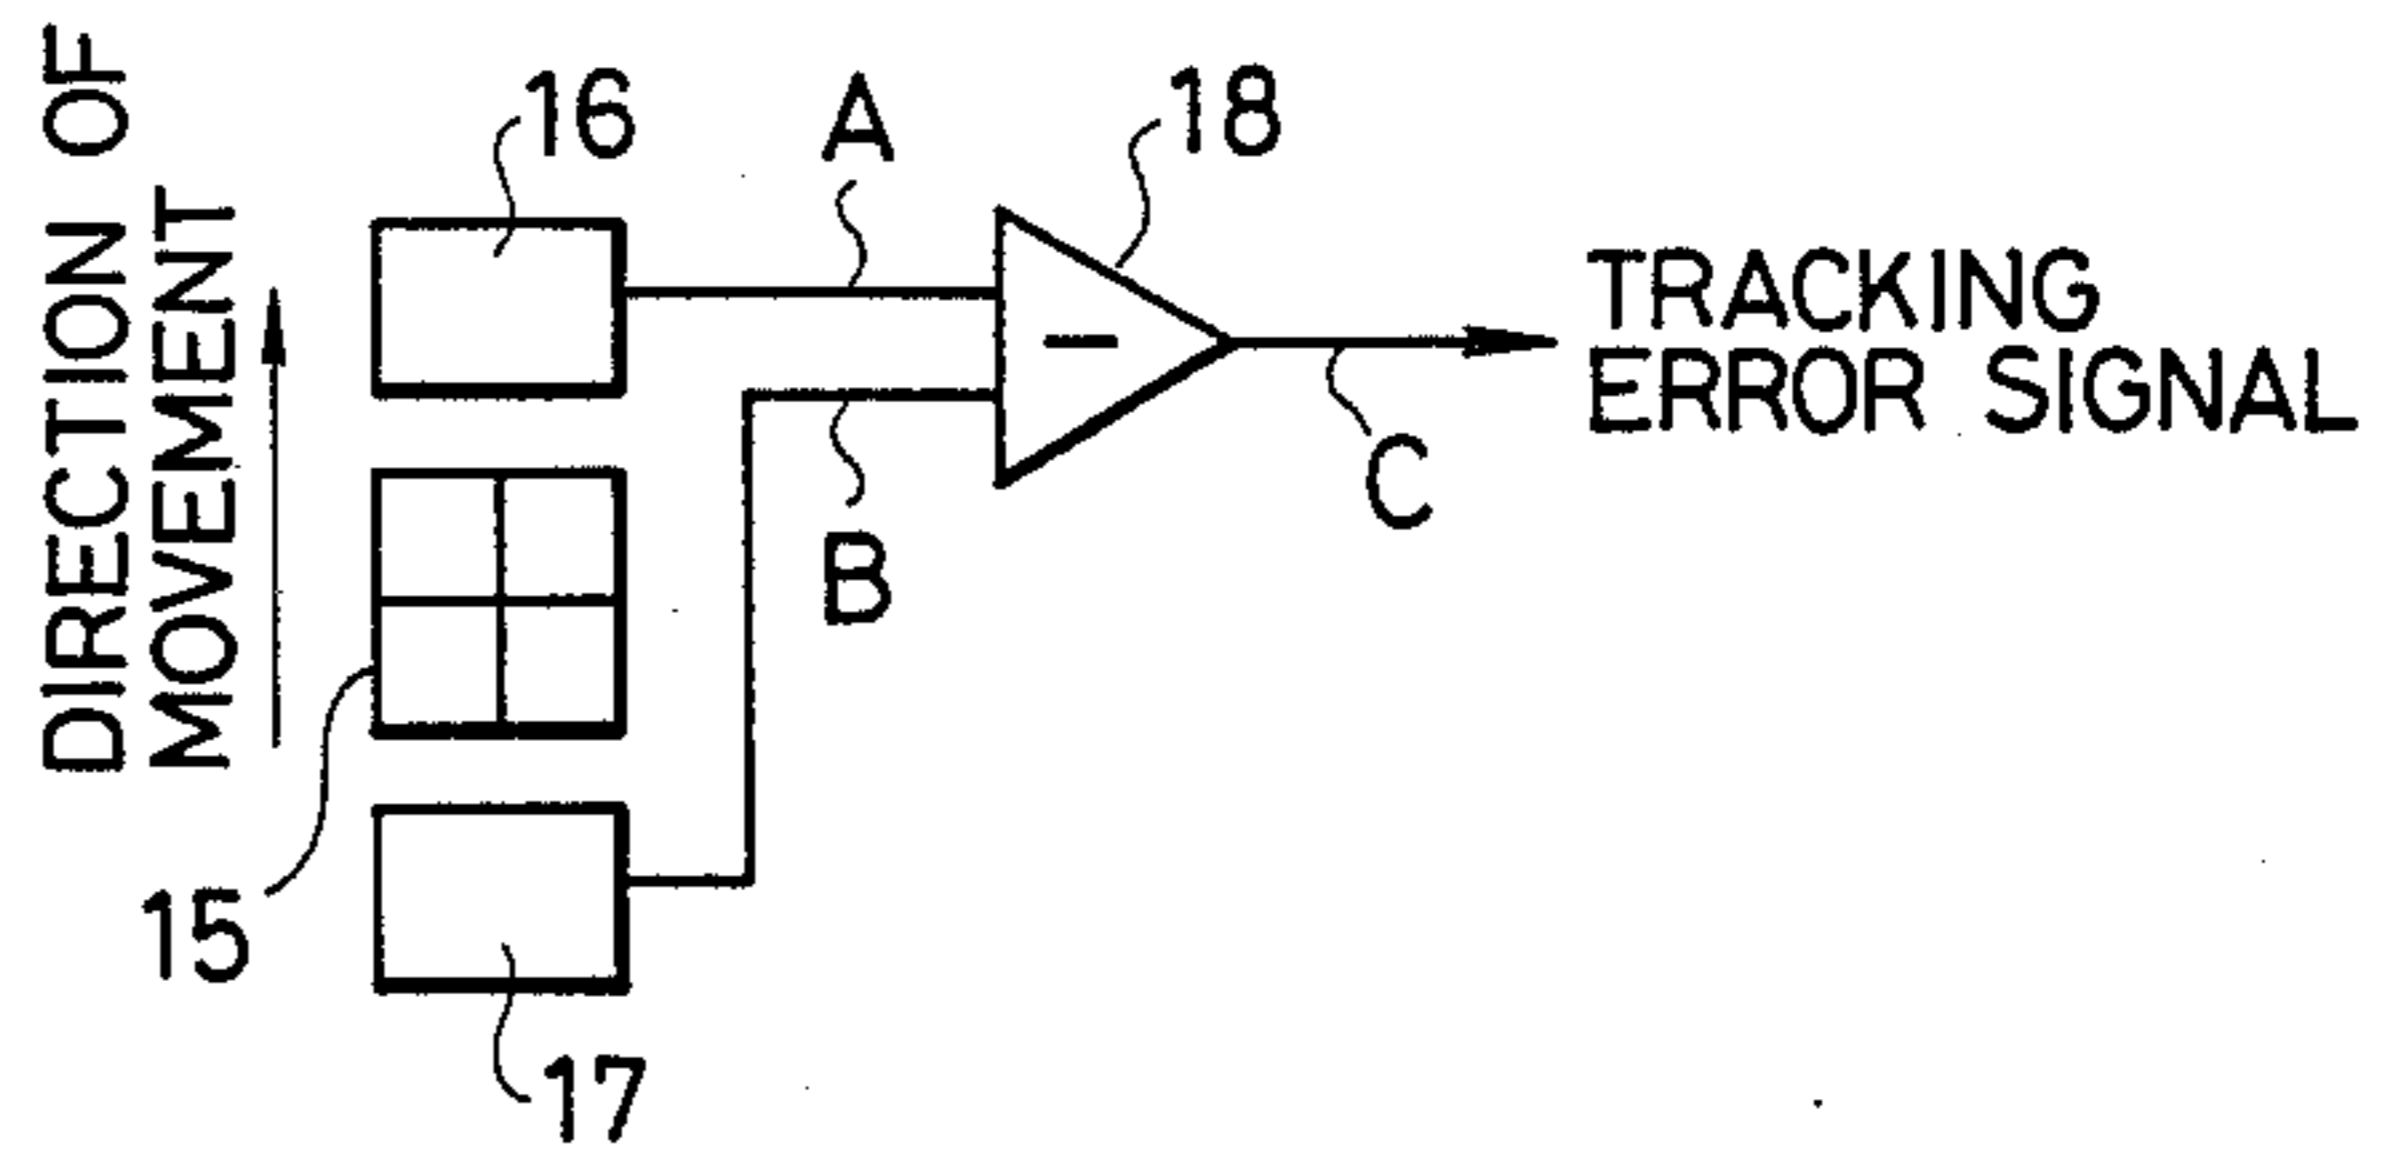 DIRECTION OF
MOVEMENT
16
A
18
TRACKING
ERROR SIGNAL
C
B
15
17